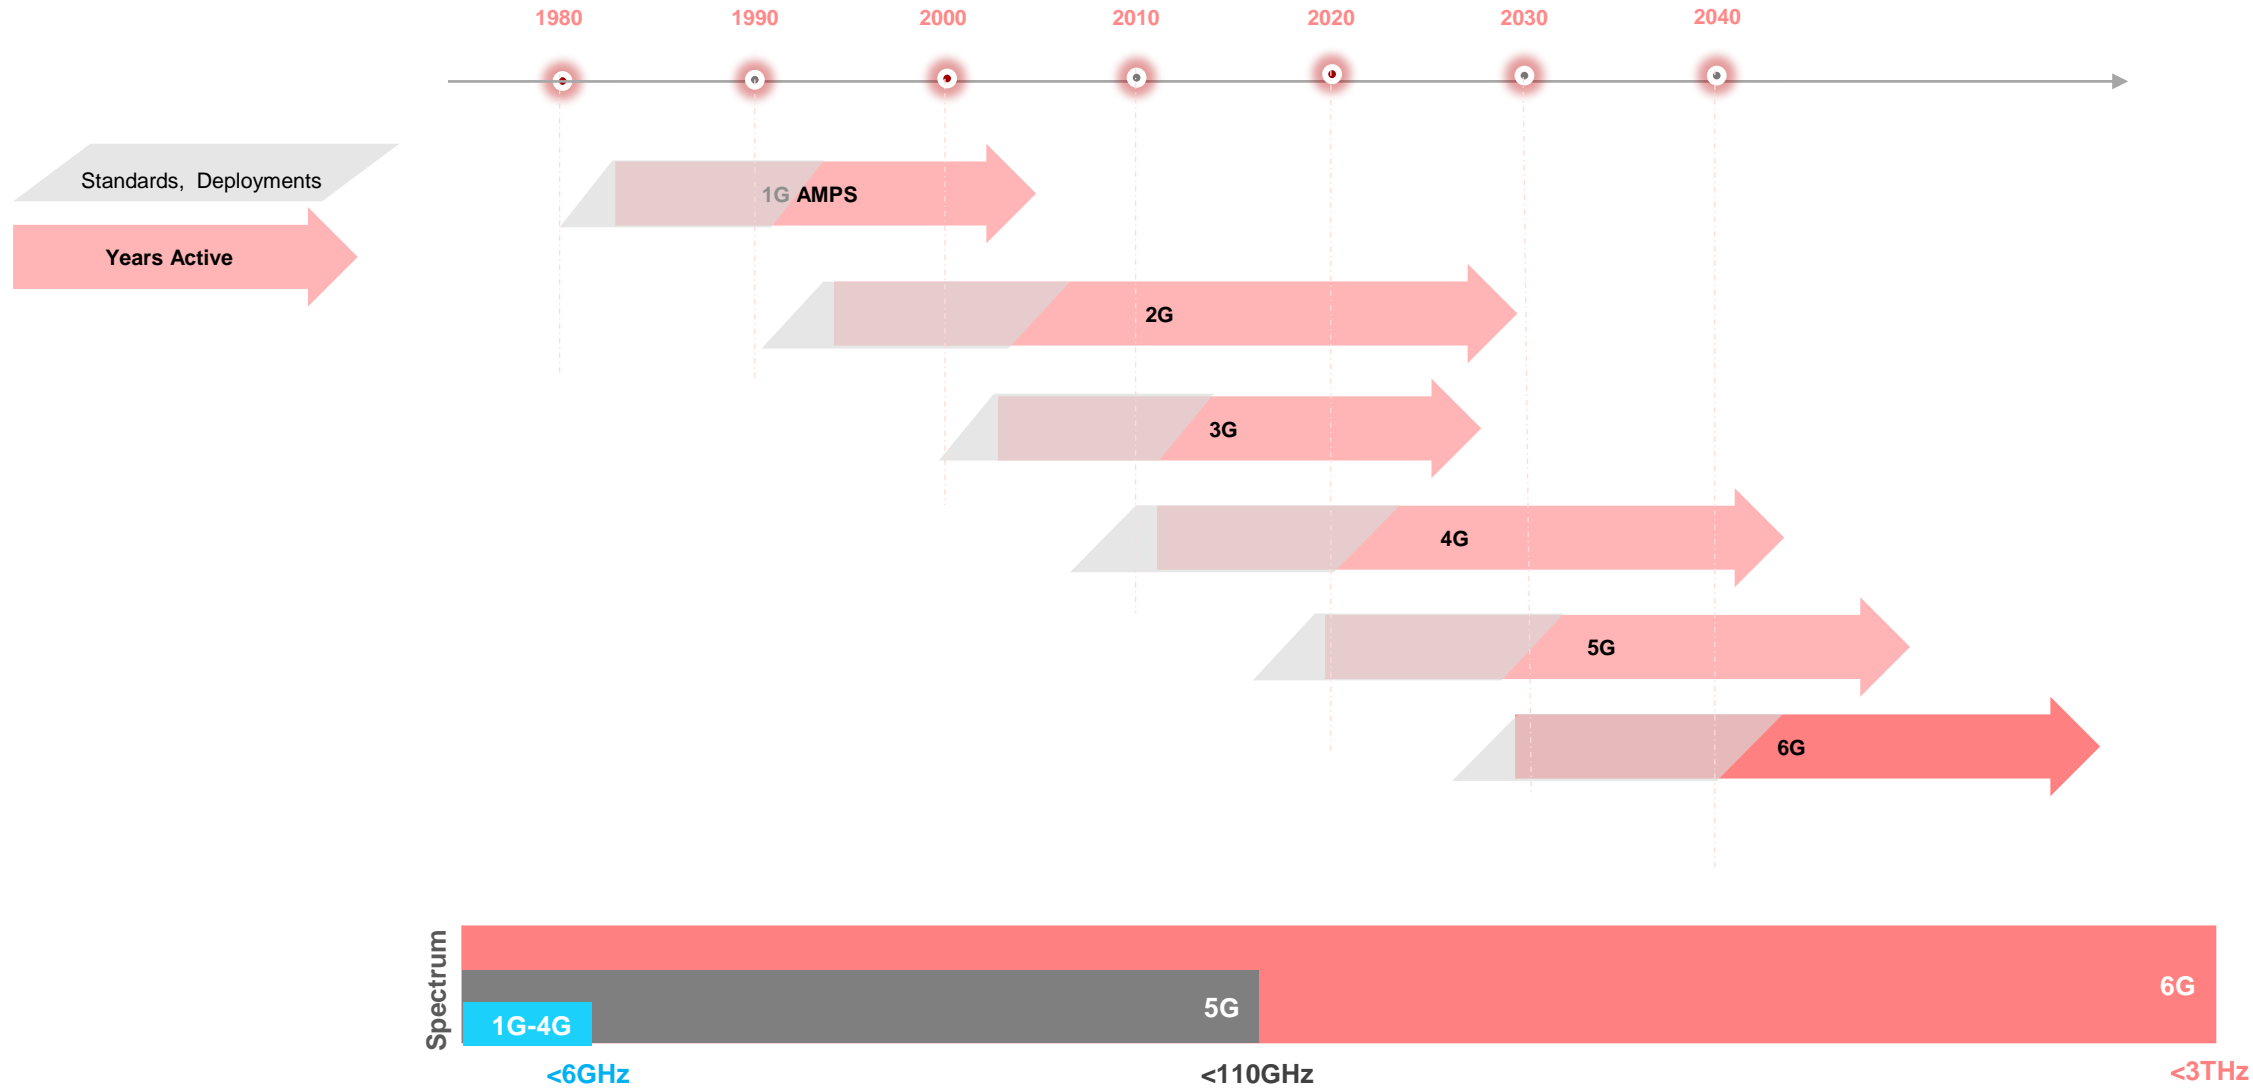 1980 1990 2000 2010 2020 2030 2040
Standards, Deployments
Years Active
1G AMPS
2G
3G
4G
5G
6G
Spectrum
6G
5G
1G-4G
<6GHz <110GHz <3THz